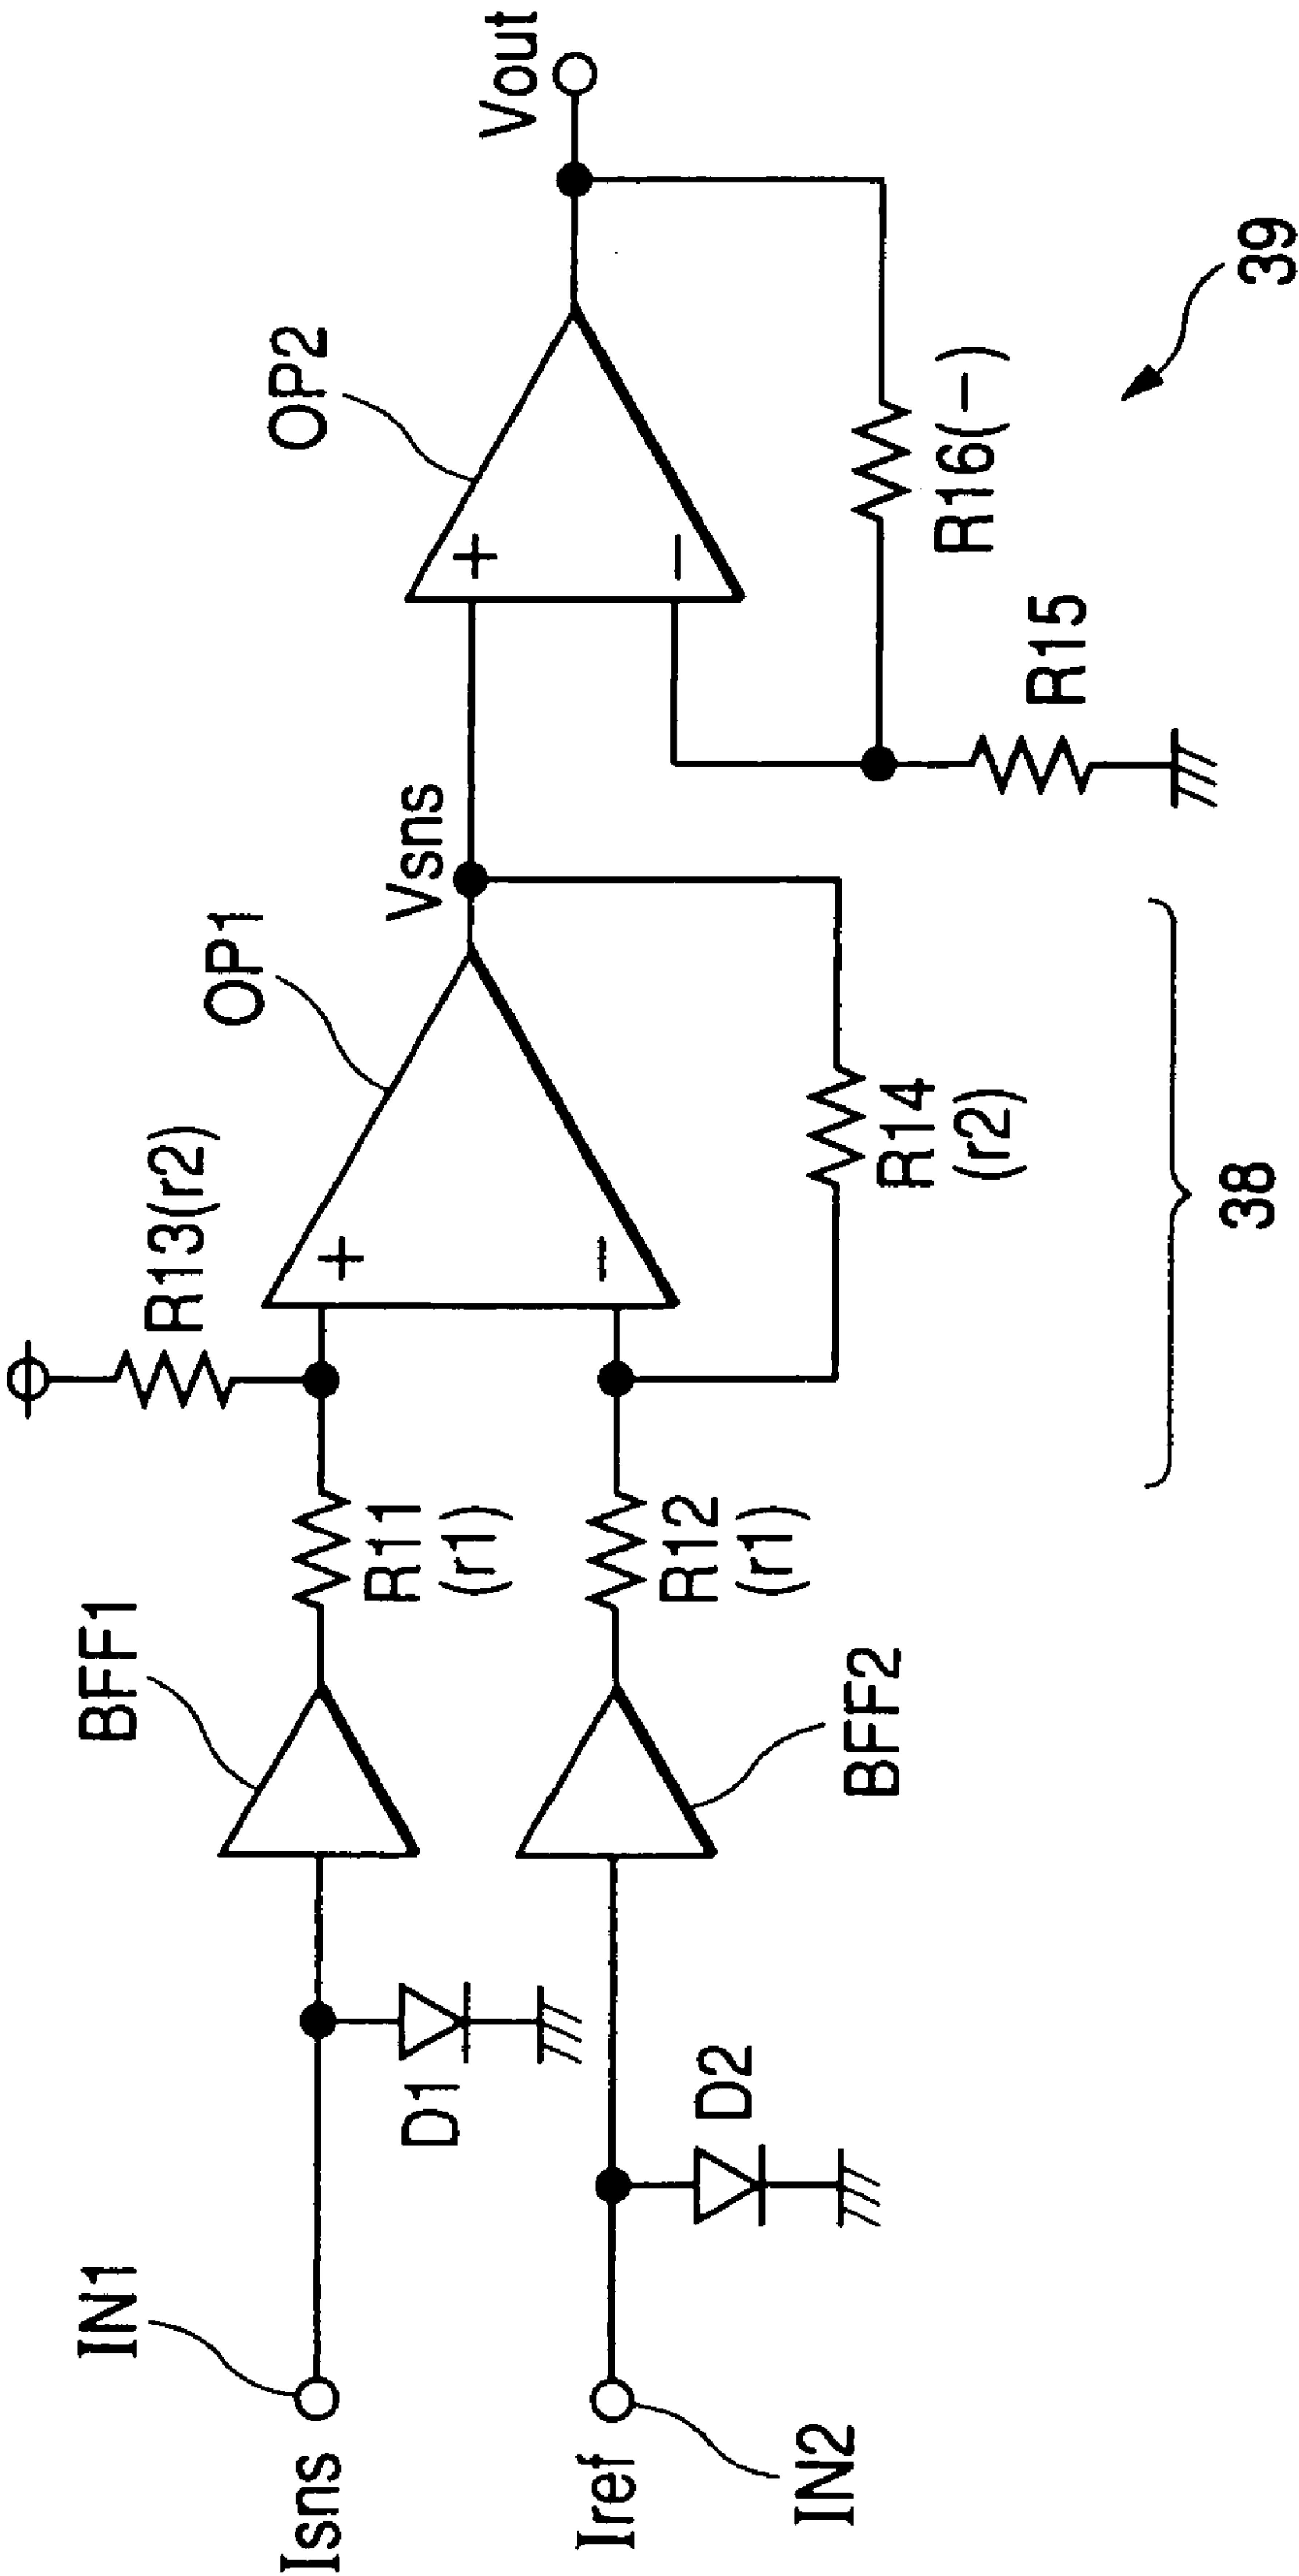 IN1
Isns
Iref
IN2
D1
D2
BFF1
BFF2
R11
(r1)
R12
(r1)
R13(r2)
+
−
OP1
R14
(r2)
38
Vsns
+
−
OP2
R15
R16(−)
Vout
39